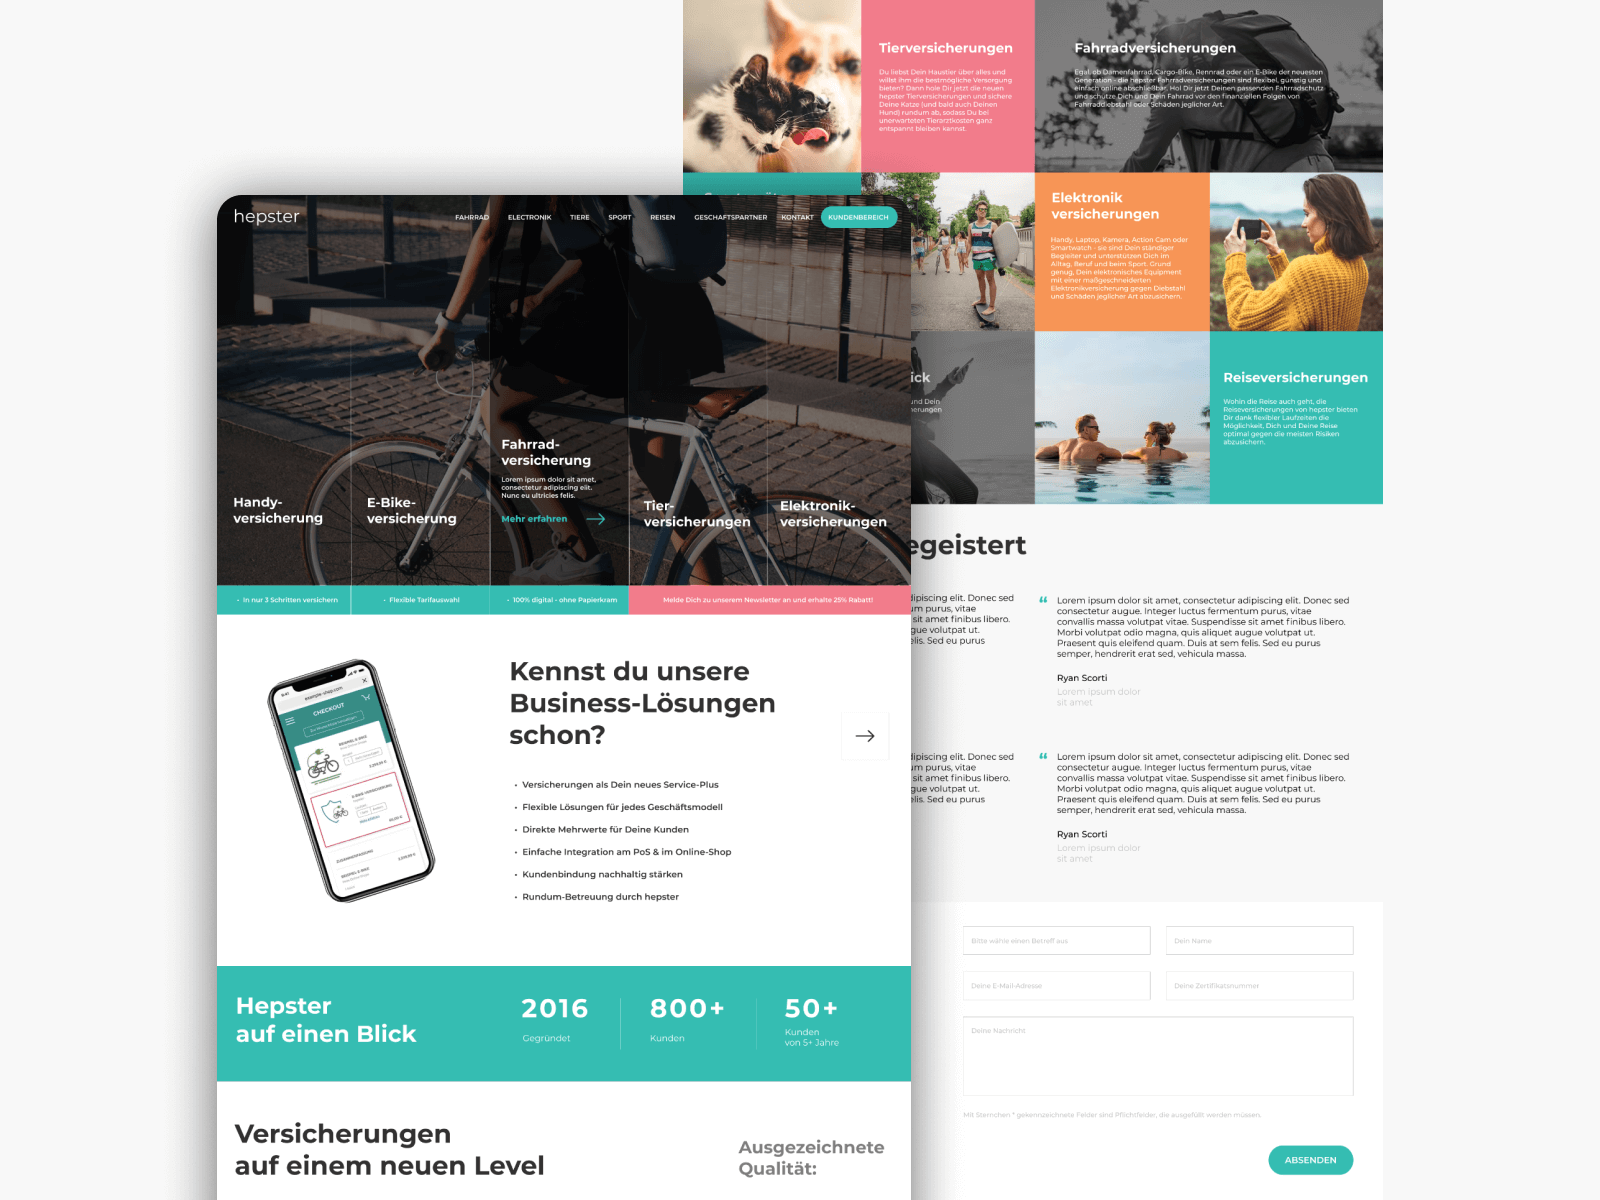 Tierversicherungen
Du liebst Dein Haustier über alles und
willst ihm die bestmögliche Versorgung
bieten? Dann hole Dir jetzt die neuen
hepster Tierversicherungen und sichere
Deine Katze (und bald auch Deinen
Hund) rundum ab, sodass Du bei
unerwarteten Tierarztkosten ganz
entspannt bleiben kannst.
Fahrradversicherungen
Egal, ob Damenfahrrad, Cargo-Bike, Rennrad oder ein E-Bike der neuesten
Generation - die hepster Fahrradversicherungen sind flexibel, günstig und
einfach online abschließbar. Hol Dir jetzt Deinen passenden Fahrradschutz
und schütze Dich und Dein Fahrrad vor den finanziellen Folgen von
Fahrraddiebstahl oder Schäden jeglicher Art.
Elektronik
versicherungen
Handy, Laptop, Kamera, Action Cam oder
Smartwatch - sie sind Dein ständiger
Begleiter und unterstützen Dich im
Alltag, Beruf und beim Sport. Grund
genug, Dein elektronisches Equipment
mit einer maßgeschneiderten
Elektronikversicherung gegen Diebstahl
und Schäden jeglicher Art abzusichern.
ick
und Dein
herungen
Reiseversicherungen
Wohin die Reise auch geht, die
Reiseversicherungen von hepster bieten
Dir dank flexibler Laufzeiten die
Möglichkeit, Dich und Deine Reise
optimal gegen die meisten Risiken
abzusichern.
hepster
FAHRRAD ELECTRONIK TIERE SPORT REISEN GESCHÄFTSPARTNER KONTAKT KUNDENBEREICH
Handy-
versicherung
E-Bike-
versicherung
Fahrrad-
versicherung
Lorem ipsum dolor sit amet,
consectetur adipiscing elit.
Nunc eu ultricies felis.
Mehr erfahren
Tier-
versicherungen
Elektronik-
versicherungen
• In nur 3 Schritten versichern
• Flexible Tarifauswahl
• 100% digital - ohne Papierkram
Melde Dich zu unserem Newsletter an und erhalte 25% Rabatt!
example-shop.com
CHECKOUT
Kennst du unsere
Business-Lösungen
schon?
• Versicherungen als Dein neues Service-Plus
• Flexible Lösungen für jedes Geschäftsmodell
• Direkte Mehrwerte für Deine Kunden
• Einfache Integration am PoS & im Online-Shop
• Kundenbindung nachhaltig stärken
• Rundum-Betreuung durch hepster
Hepster
auf einen Blick
2016
Gegründet
800+
Kunden
50+
Kunden
von 5+ Jahre
Versicherungen
auf einem neuen Level
Ausgezeichnete
Qualität:
egeistert
dipiscing elit. Donec sed
um purus, vitae
sit amet finibus libero.
gue volutpat ut.
elis. Sed eu purus
“ Lorem ipsum dolor sit amet, consectetur adipiscing elit. Donec sed
consectetur augue. Integer luctus fermentum purus, vitae
convallis massa volutpat vitae. Suspendisse sit amet finibus libero.
Morbi volutpat odio magna, quis aliquet augue volutpat ut.
Praesent quis eleifend quam. Duis at sem felis. Sed eu purus
semper, hendrerit erat sed, vehicula massa.
Ryan Scorti
Lorem ipsum dolor
sit amet
dipiscing elit. Donec sed
um purus, vitae
sit amet finibus libero.
gue volutpat ut.
elis. Sed eu purus
“ Lorem ipsum dolor sit amet, consectetur adipiscing elit. Donec sed
consectetur augue. Integer luctus fermentum purus, vitae
convallis massa volutpat vitae. Suspendisse sit amet finibus libero.
Morbi volutpat odio magna, quis aliquet augue volutpat ut.
Praesent quis eleifend quam. Duis at sem felis. Sed eu purus
semper, hendrerit erat sed, vehicula massa.
Ryan Scorti
Lorem ipsum dolor
sit amet
Bitte wähle einen Betreff aus
Dein Name
Deine E-Mail-Adresse
Deine Zertifikatsnummer
Deine Nachricht
Mit Sternchen * gekennzeichnete Felder sind Pflichtfelder, die ausgefüllt werden müssen.
ABSENDEN